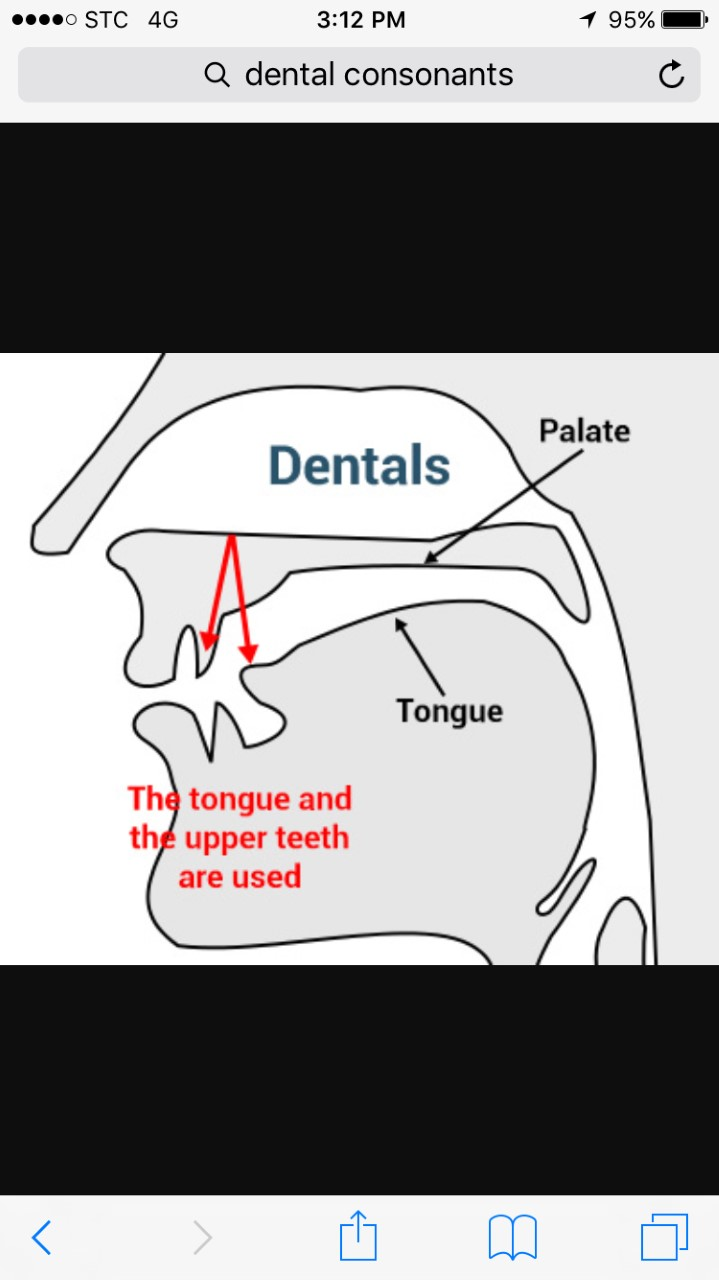 STC 4G 3:12 PM 95%
dental consonants
Palate
Dentals
Tongue
The tongue and
the upper teeth
are used